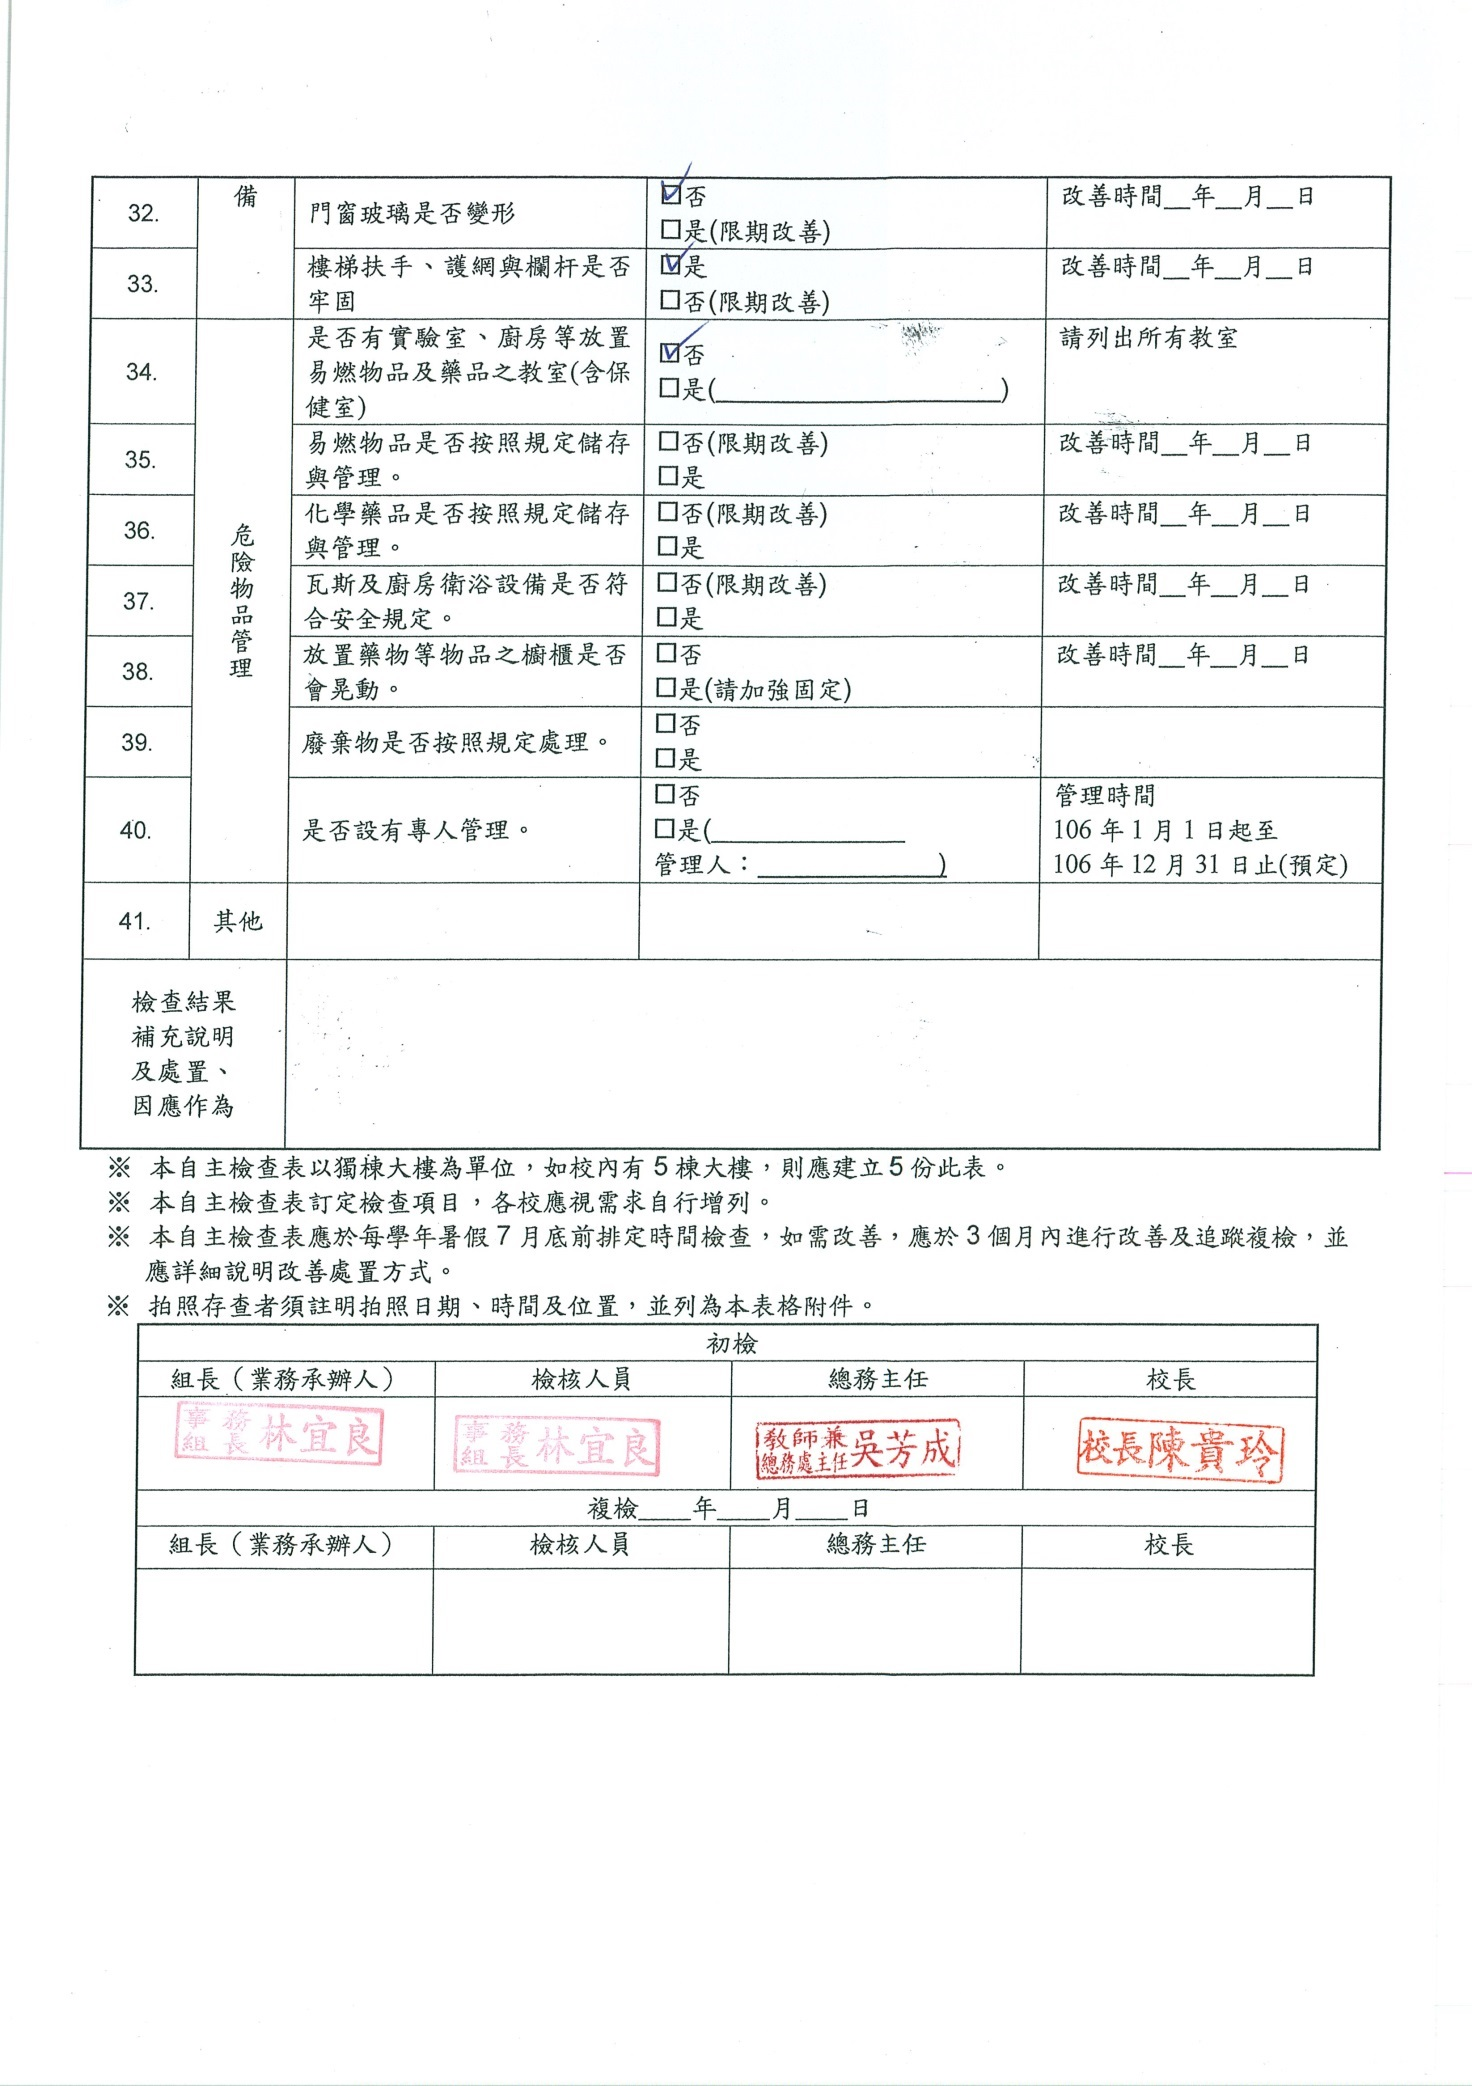 32.
備
門窗玻璃是否變形
☑否
□是(限期改善)
改善時間__年__月__日
33.
樓梯扶手、護網與欄杆是否
牢固
☑是
□否(限期改善)
改善時間__年__月__日
34.
危險物品管理
是否有實驗室、廚房等放置
易燃物品及藥品之教室(含保
健室)
☑否
□是(____________________)
請列出所有教室
35.
易燃物品是否按照規定儲存
與管理。
□否(限期改善)
□是
改善時間__年__月__日
36.
化學藥品是否按照規定儲存
與管理。
□否(限期改善)
□是
改善時間__年__月__日
37.
瓦斯及廚房衛浴設備是否符
合安全規定。
□否(限期改善)
□是
改善時間__年__月__日
38.
放置藥物等物品之櫥櫃是否
會晃動。
□否
□是(請加強固定)
改善時間__年__月__日
39.
廢棄物是否按照規定處理。
□否
□是
40.
是否設有專人管理。
□否
□是(______________
管理人：______________)
管理時間
106 年 1 月 1 日起至
106 年 12 月 31 日止(預定)
41.
其他
檢查結果
補充說明
及處置、
因應作為
※ 本自主檢查表以獨棟大樓為單位，如校內有 5 棟大樓，則應建立 5 份此表。
※ 本自主檢查表訂定檢查項目，各校應視需求自行增列。
※ 本自主檢查表應於每學年暑假 7 月底前排定時間檢查，如需改善，應於 3 個月內進行改善及追蹤複檢，並
應詳細說明改善處置方式。
※ 拍照存查者須註明拍照日期、時間及位置，並列為本表格附件。
初檢
組長（業務承辦人） 檢核人員 總務主任 校長
事務組長林宜良 事務組長林宜良 教師兼總務處主任吳芳成 校長陳貴玲
複檢____年____月____日
組長（業務承辦人） 檢核人員 總務主任 校長